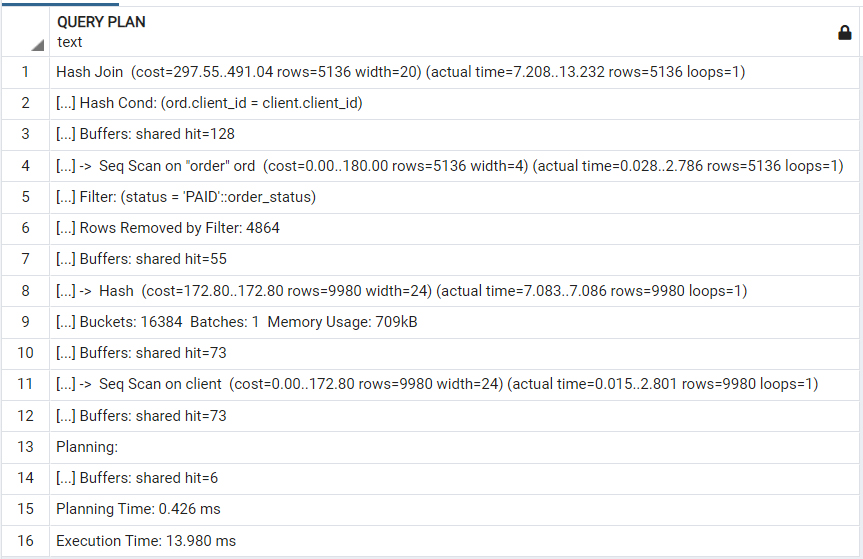 QUERY PLAN
text
1 Hash Join (cost=297.55..491.04 rows=5136 width=20) (actual time=7.208..13.232 rows=5136 loops=1)
2 [...] Hash Cond: (ord.client_id = client.client_id)
3 [...] Buffers: shared hit=128
4 [...] -> Seq Scan on "order" ord (cost=0.00..180.00 rows=5136 width=4) (actual time=0.028..2.786 rows=5136 loops=1)
5 [...] Filter: (status = 'PAID'::order_status)
6 [...] Rows Removed by Filter: 4864
7 [...] Buffers: shared hit=55
8 [...] -> Hash (cost=172.80..172.80 rows=9980 width=24) (actual time=7.083..7.086 rows=9980 loops=1)
9 [...] Buckets: 16384 Batches: 1 Memory Usage: 709kB
10 [...] Buffers: shared hit=73
11 [...] -> Seq Scan on client (cost=0.00..172.80 rows=9980 width=24) (actual time=0.015..2.801 rows=9980 loops=1)
12 [...] Buffers: shared hit=73
13 Planning:
14 [...] Buffers: shared hit=6
15 Planning Time: 0.426 ms
16 Execution Time: 13.980 ms